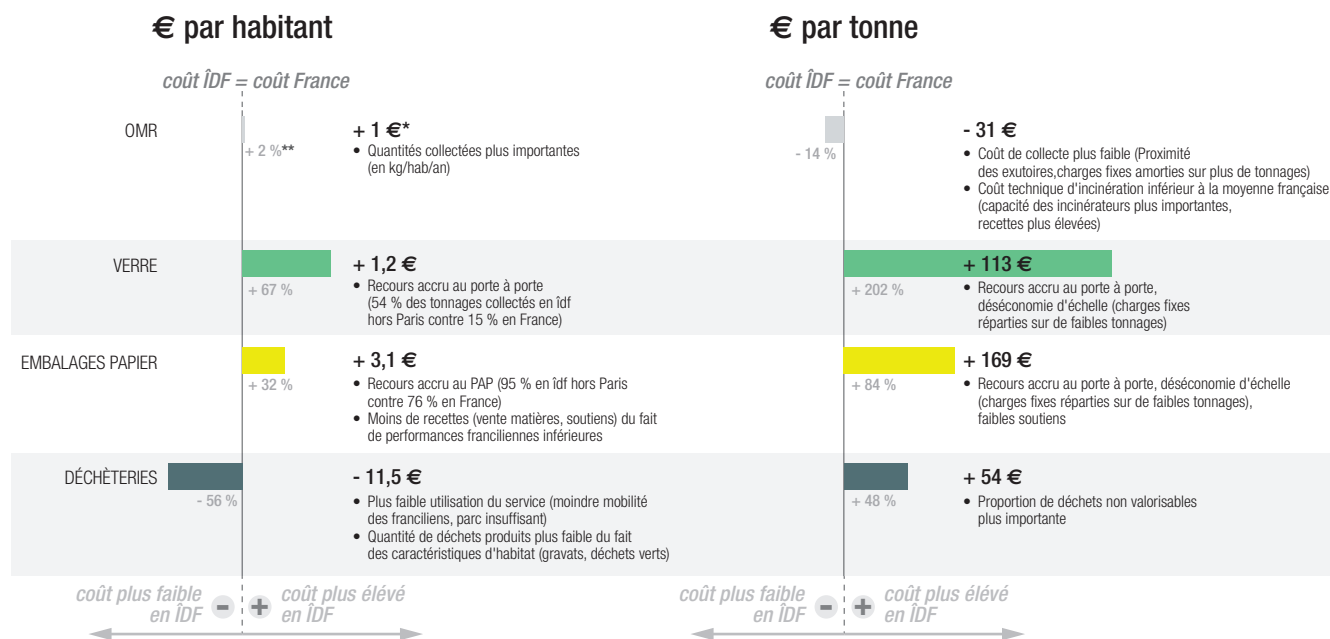 € par habitant
€ par tonne
coût ÎDF = coût France
coût ÎDF = coût France
OMR
+ 2 %**
+ 1 €*
• Quantités collectées plus importantes
(en kg/hab/an)
- 14 %
- 31 €
• Coût de collecte plus faible (Proximité
des exutoires,charges fixes amorties sur plus de tonnages)
• Coût technique d'incinération inférieur à la moyenne française
(capacité des incinérateurs plus importantes,
recettes plus élevées)
VERRE
+ 67 %
+ 1,2 €
• Recours accru au porte à porte
(54 % des tonnages collectés en îdf
hors Paris contre 15 % en France)
+ 202 %
+ 113 €
• Recours accru au porte à porte,
déséconomie d'échelle (charges fixes
réparties sur de faibles tonnages)
EMBALAGES PAPIER
+ 32 %
+ 3,1 €
• Recours accru au PAP (95 % en îdf hors Paris
contre 76 % en France)
• Moins de recettes (vente matières, soutiens) du fait
de performances franciliennes inférieures
+ 84 %
+ 169 €
• Recours accru au porte à porte, déséconomie d'échelle
(charges fixes réparties sur de faibles tonnages),
faibles soutiens
DÉCHÈTERIES
- 56 %
- 11,5 €
• Plus faible utilisation du service (moindre mobilité
des franciliens, parc insuffisant)
• Quantité de déchets produits plus faible du fait
des caractéristiques d'habitat (gravats, déchets verts)
+ 48 %
+ 54 €
• Proportion de déchets non valorisables
plus importante
coût plus faible
en ÎDF
- +
coût plus élévé
en ÎDF
coût plus faible
en ÎDF
- +
coût plus élévé
en ÎDF